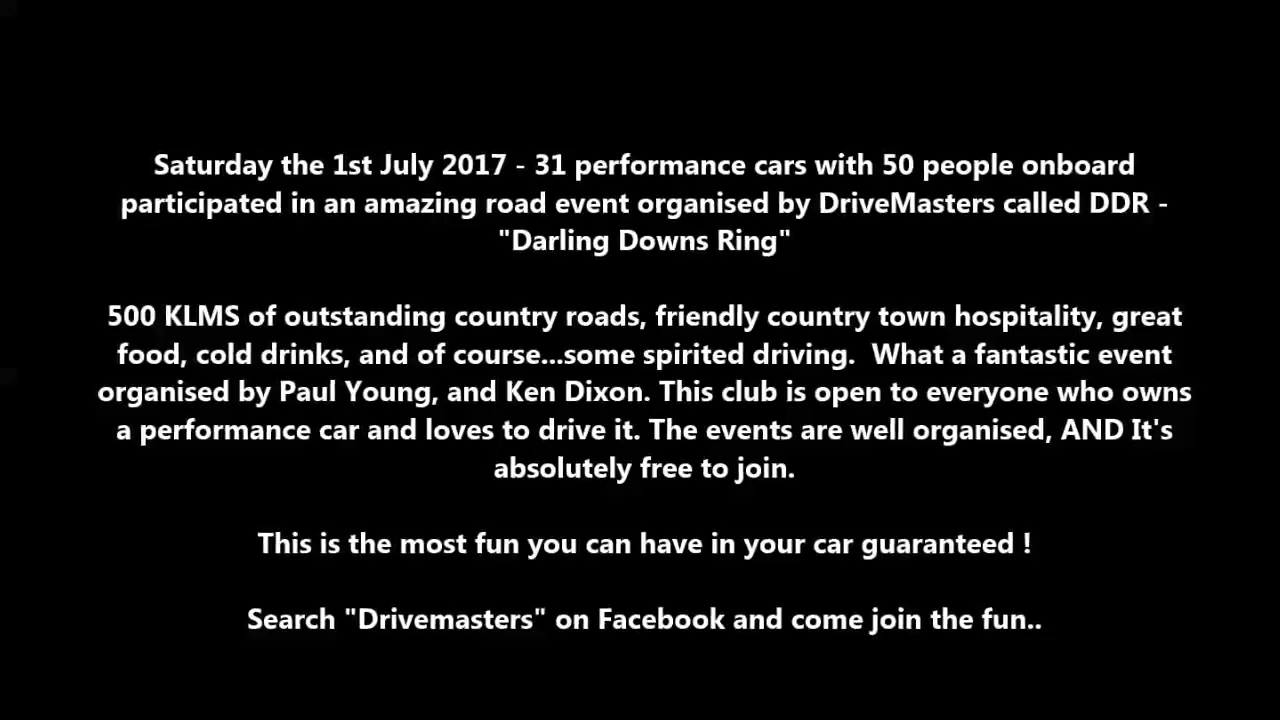 Saturday the 1st July 2017 - 31 performance cars with 50 people onboard
participated in an amazing road event organised by DriveMasters called DDR -
"Darling Downs Ring"
500 KLMS of outstanding country roads, friendly country town hospitality, great
food, cold drinks, and of course...some spirited driving.  What a fantastic event
organised by Paul Young, and Ken Dixon. This club is open to everyone who owns
a performance car and loves to drive it. The events are well organised, AND It's
absolutely free to join.
This is the most fun you can have in your car guaranteed !
Search "Drivemasters" on Facebook and come join the fun..